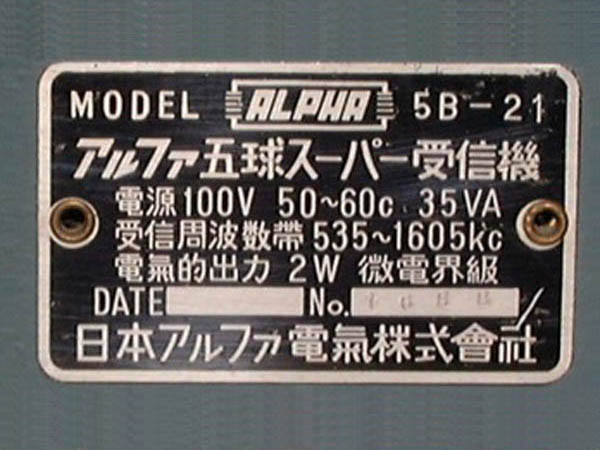 MODEL ALPHA 5B-21
アルファ五球スーパー受信機
電源100V 50~60c 35VA
受信周波数帯 535~1605kc
電氣的出力 2W 微電界級
DATE No. /
日本アルファ電氣株式會社